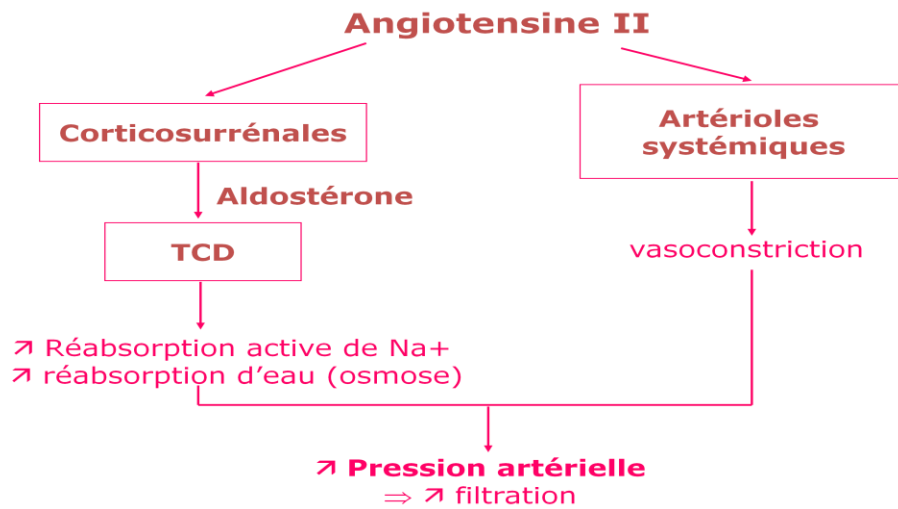 Angiotensine II
Corticosurrénales
Artérioles
systémiques
Aldostérone
TCD
vasoconstriction
↗ Réabsorption active de Na+
↗ réabsorption d'eau (osmose)
↗ Pression artérielle
⇒ ↗ filtration